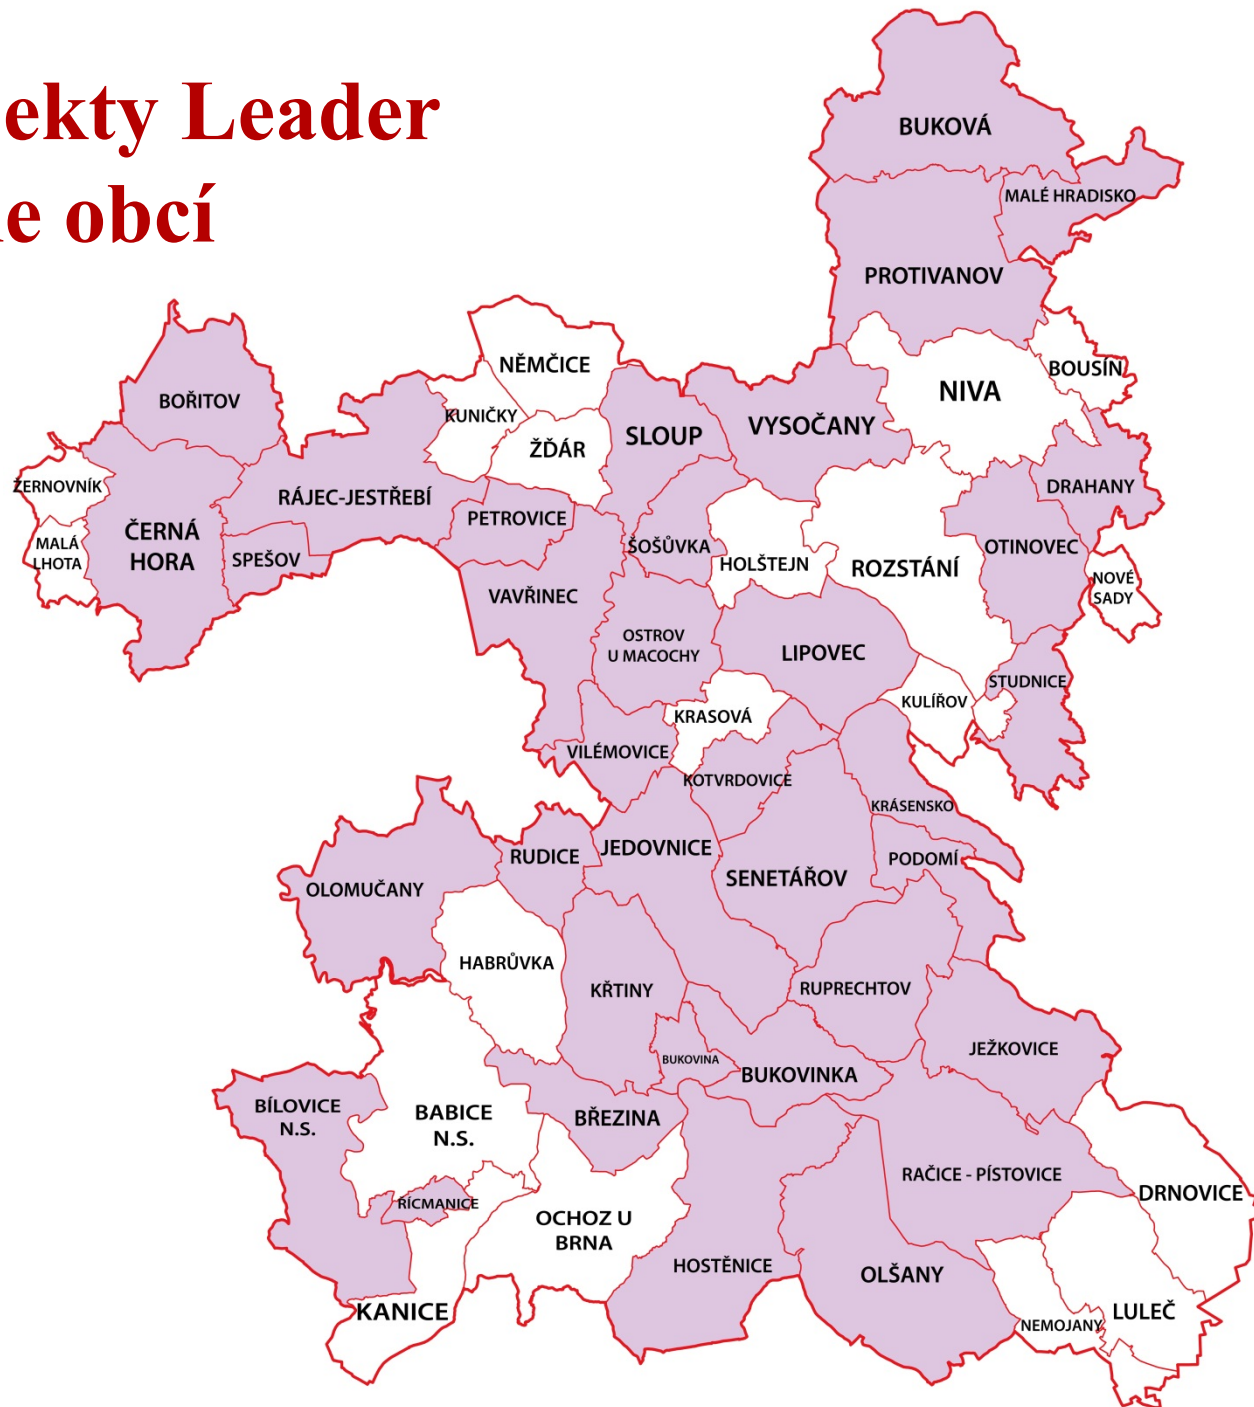 ekty Leader
e obcí
BUKOVÁ
MALÉ HRADISKO
PROTIVANOV
NĚMČICE
BOUSÍN
NIVA
BOŘITOV
KUNIČKY
SLOUP
VYSOČANY
ŽĎÁR
ŽERNOVNÍK
RÁJEC-JESTŘEBÍ
DRAHANY
PETROVICE
ČERNÁ
HORA
MALÁ
LHOTA
SPEŠOV
ŠOŠŮVKA
HOLŠTEJN
ROZSTÁNÍ
OTINOVEC
NOVÉ
SADY
VAVŘINEC
OSTROV
U MACOCHY
LIPOVEC
STUDNICE
KULÍŘOV
KRASOVÁ
VILÉMOVICE
KOTVRDOVICE
KRÁSENSKO
RUDICE
JEDOVNICE
PODOMÍ
SENETÁŘOV
OLOMUČANY
HABRŮVKA
KŘTINY
RUPRECHTOV
JEŽKOVICE
BUKOVINA
BUKOVINKA
BÍLOVICE
N.S.
BABICE
N.S.
BŘEZINA
RAČICE - PÍSTOVICE
DRNOVICE
ŘÍCMANICE
OCHOZ U
BRNA
HOSTĚNICE
OLŠANY
KANICE
NEMOJANY
LULEČ